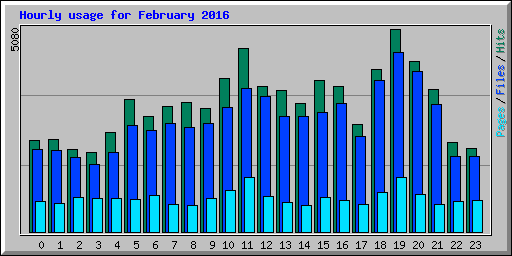 Hourly usage for February 2016
5080
Pages/Files/Hits
0 1 2 3 4 5 6 7 8 9 10 11 12 13 14 15 16 17 18 19 20 21 22 23